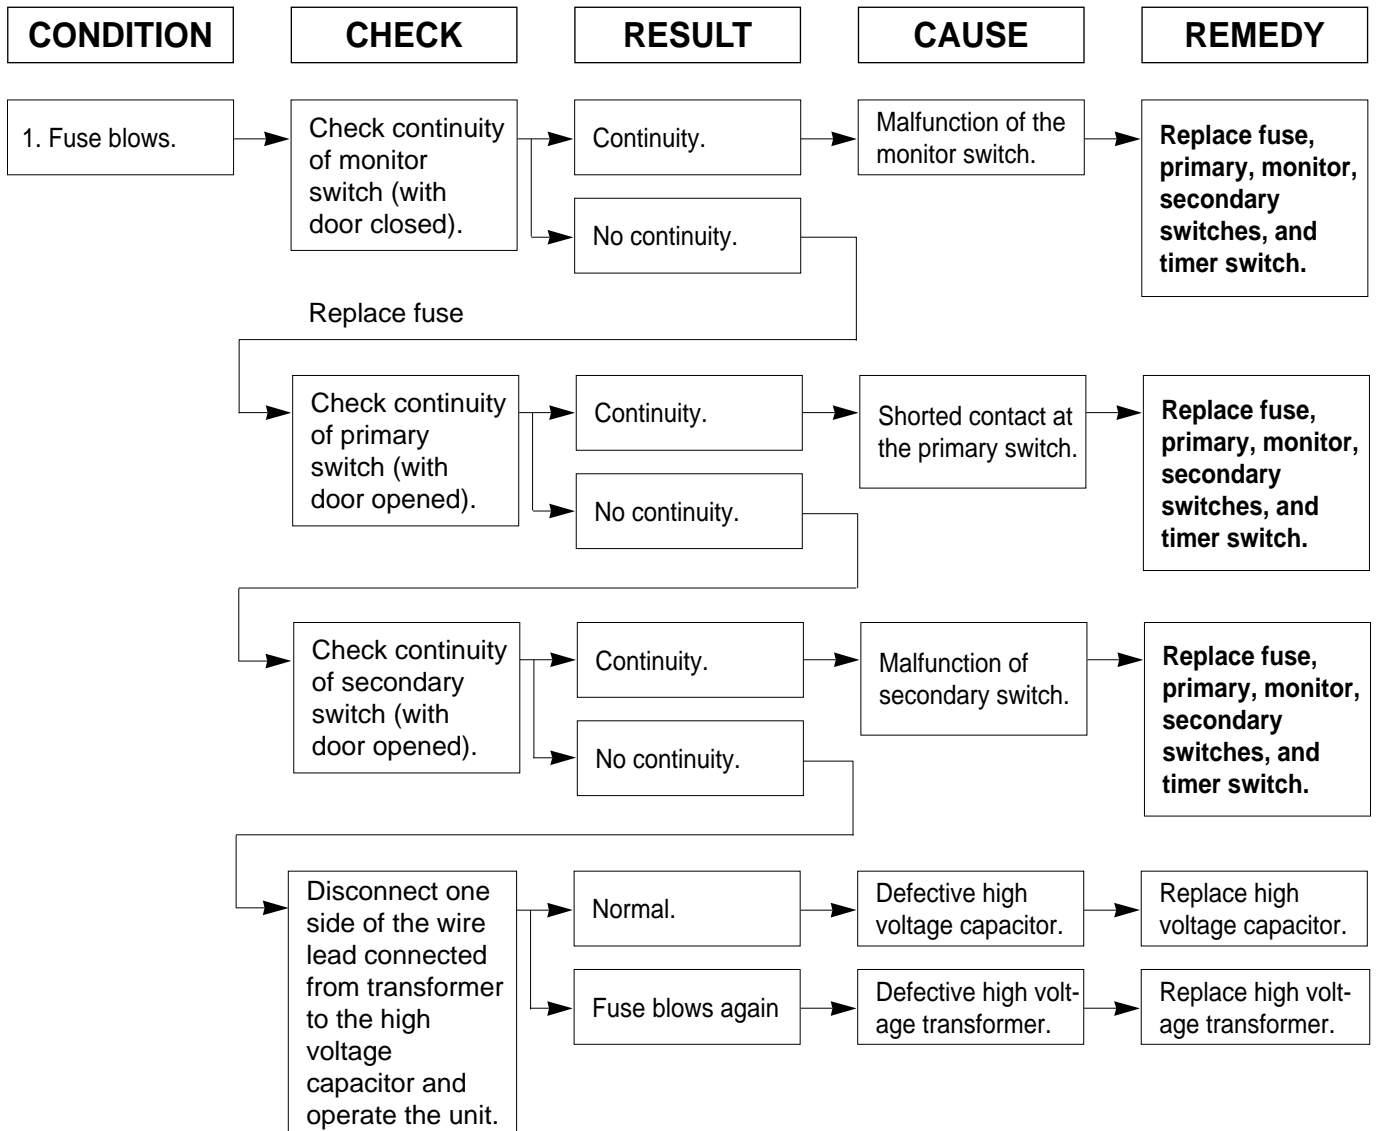 CONDITION
CHECK
RESULT
CAUSE
REMEDY
1. Fuse blows.
Check continuity
of monitor
switch (with
door closed).
Continuity.
Malfunction of the
monitor switch.
Replace fuse,
primary, monitor,
secondary
switches, and
timer switch.
No continuity.
Replace fuse
Check continuity
of primary
switch (with
door opened).
Continuity.
Shorted contact at
the primary switch.
Replace fuse,
primary, monitor,
secondary
switches, and
timer switch.
No continuity.
Check continuity
of secondary
switch (with
door opened).
Continuity.
Malfunction of
secondary switch.
Replace fuse,
primary, monitor,
secondary
switches, and
timer switch.
No continuity.
Disconnect one
side of the wire
lead connected
from transformer
to the high
voltage
capacitor and
operate the unit.
Normal.
Defective high
voltage capacitor.
Replace high
voltage capacitor.
Fuse blows again
Defective high volt-
age transformer.
Replace high volt-
age transformer.